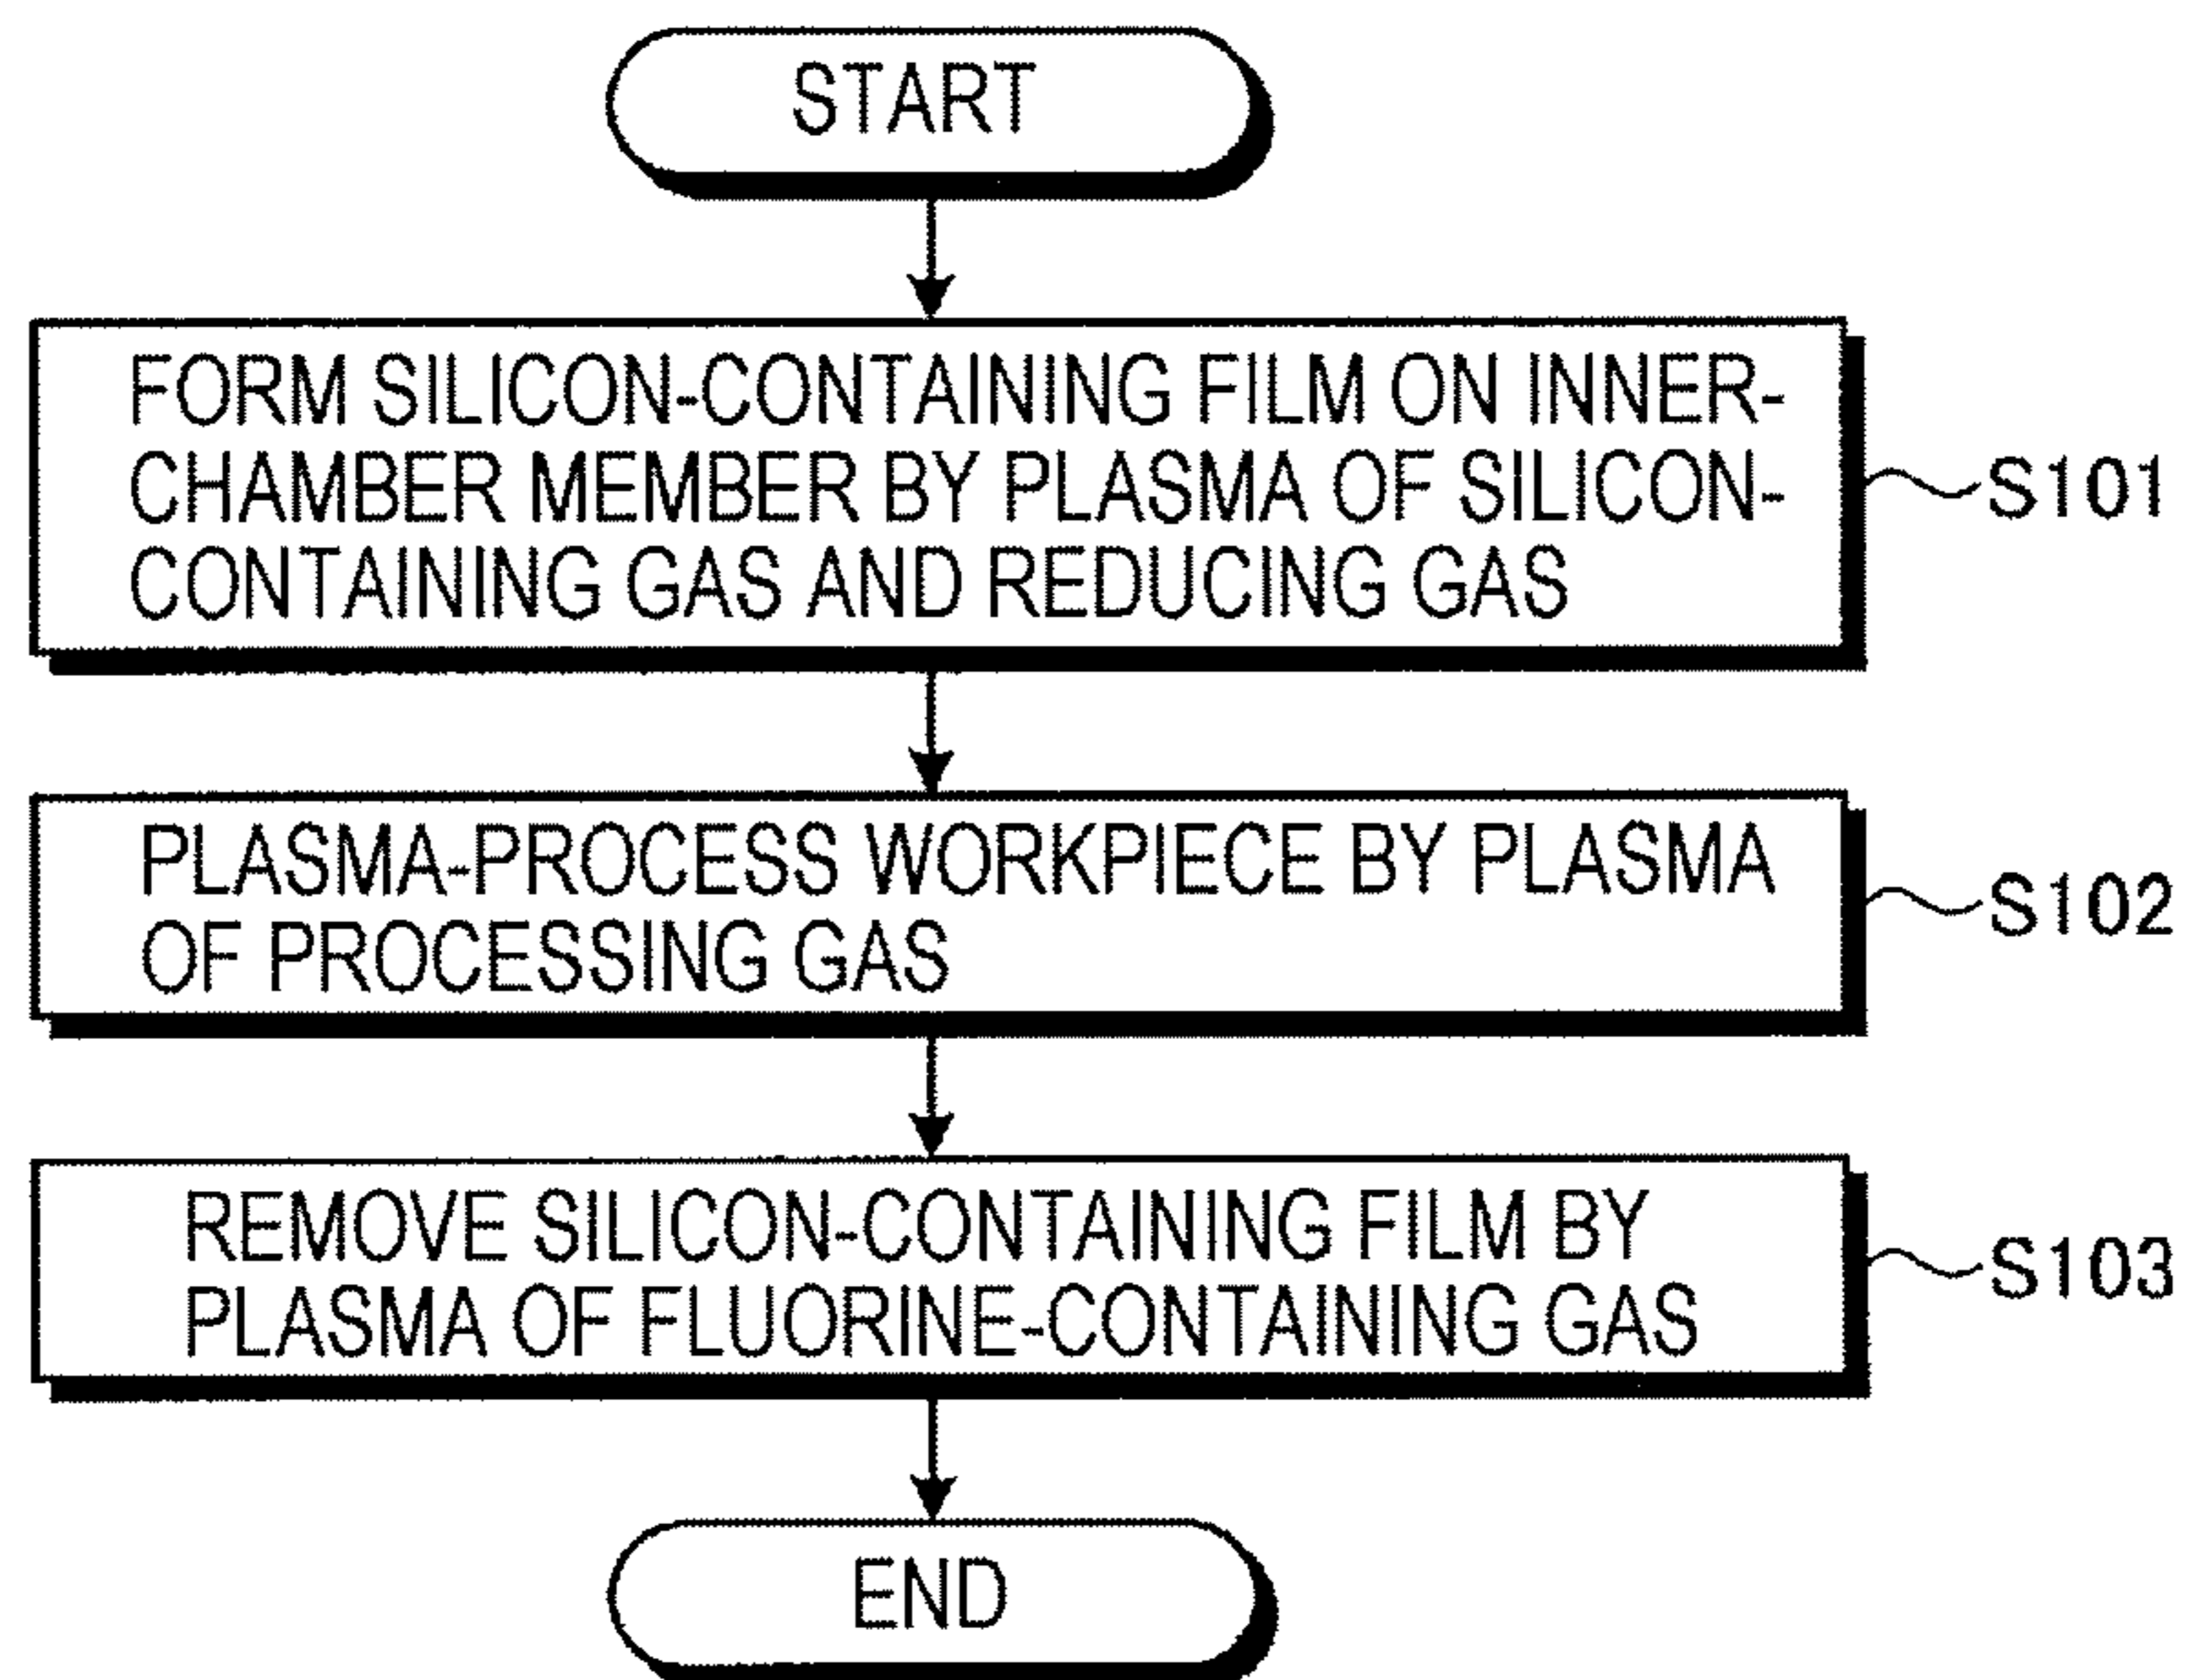 START
FORM SILICON-CONTAINING FILM ON INNER-
CHAMBER MEMBER BY PLASMA OF SILICON-
CONTAINING GAS AND REDUCING GAS
S101
PLASMA-PROCESS WORKPIECE BY PLASMA
OF PROCESSING GAS
S102
REMOVE SILICON-CONTAINING FILM BY
PLASMA OF FLUORINE-CONTAINING GAS
S103
END